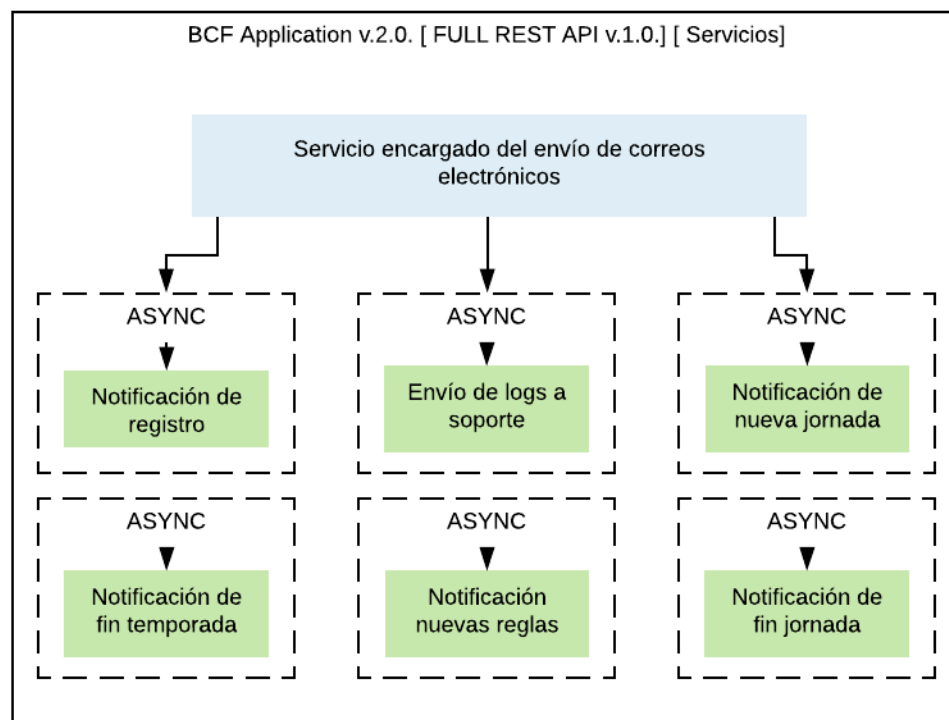 BCF Application v.2.0. [ FULL REST API v.1.0.] [ Servicios]
Servicio encargado del envío de correos
electrónicos
ASYNC
Notificación de
registro
ASYNC
Envío de logs a
soporte
ASYNC
Notificación de
nueva jornada
ASYNC
Notificación de
fin temporada
ASYNC
Notificación
nuevas reglas
ASYNC
Notificación de
fin jornada